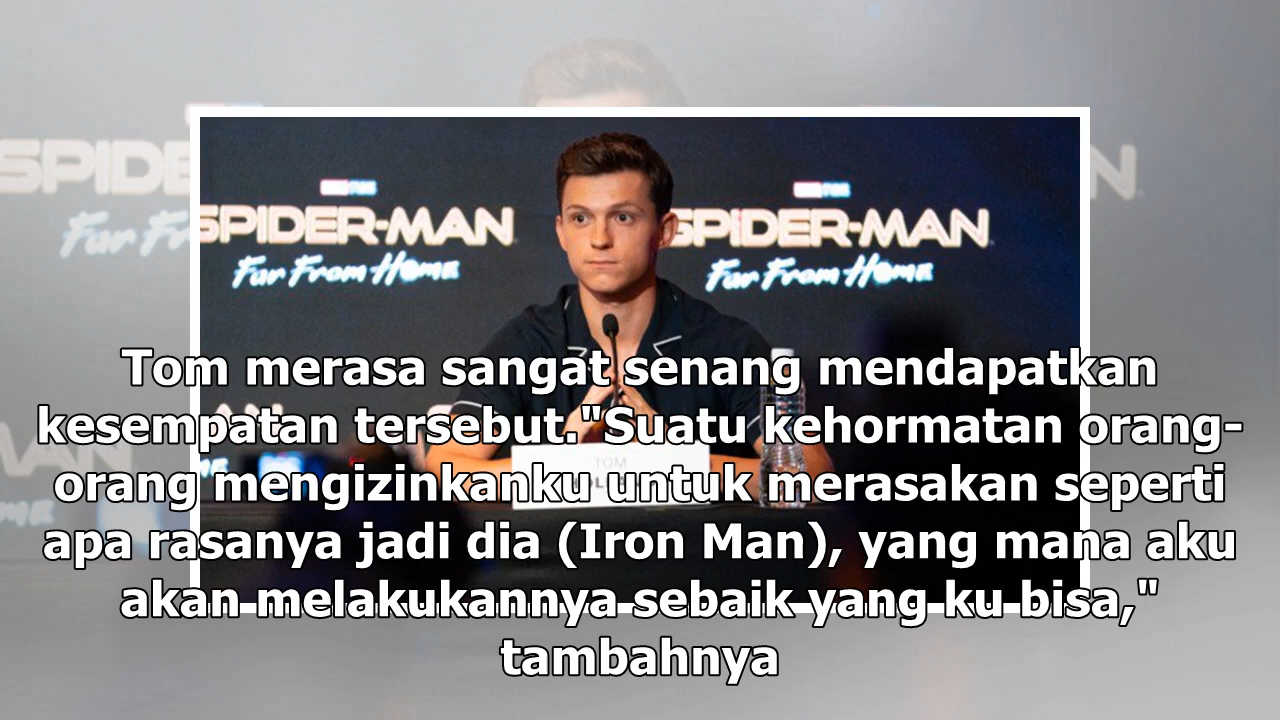 SPIDER-MAN
Far From Home
SPIDER-MAN
Far From Home
TOM
Tom merasa sangat senang mendapatkan
kesempatan tersebut."Suatu kehormatan orang-
orang mengizinkanku untuk merasakan seperti
apa rasanya jadi dia (Iron Man), yang mana aku
akan melakukannya sebaik yang ku bisa,"
tambahnya